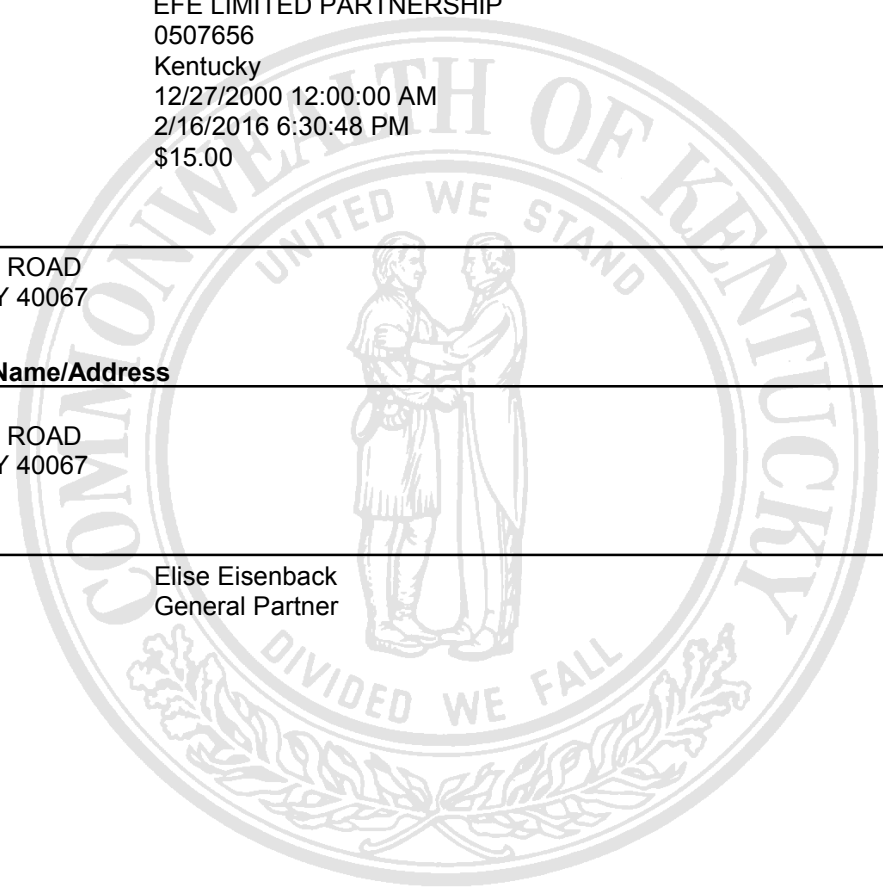 EFE LIMITED PARTNERSHIP
0507656
Kentucky
12/27/2000 12:00:00 AM
2/16/2016 6:30:48 PM
$15.00
ROAD
40067
Name/Address
ROAD
40067
Elise Eisenback
General Partner
COMMONWEALTH OF KENTUCKY
UNITED WE STAND
DIVIDED WE FALL